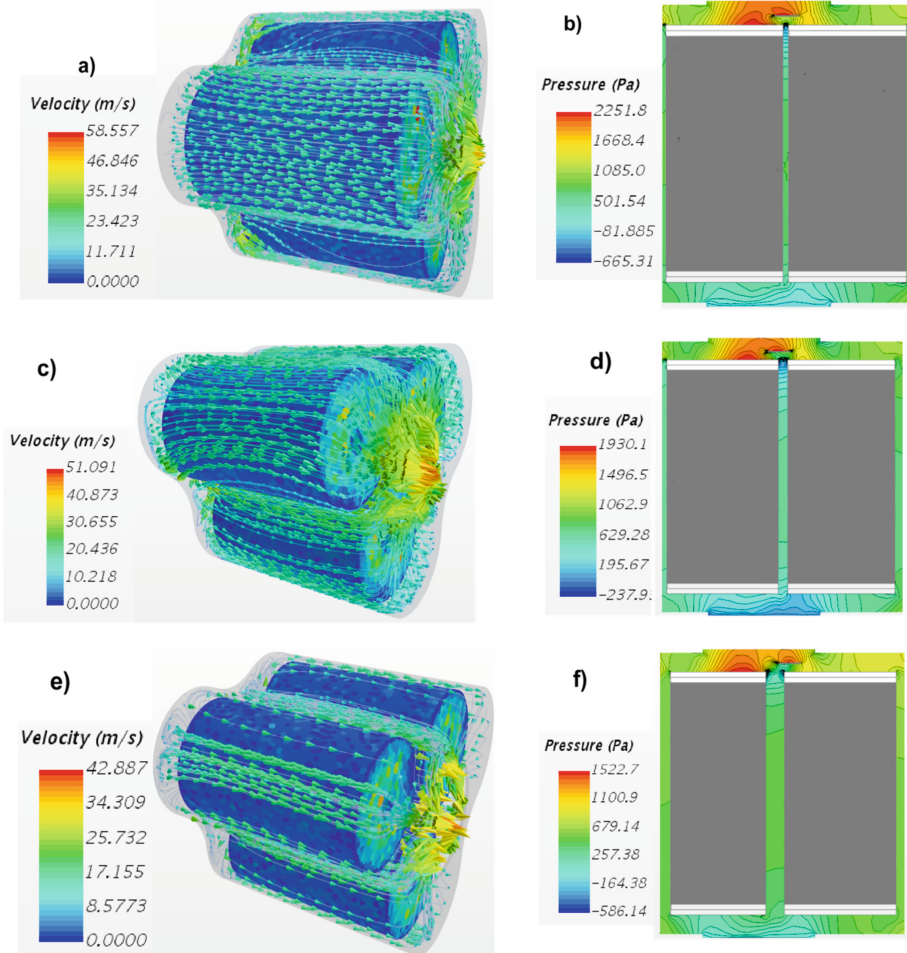 a)
Velocity (m/s)
58.557
46.846
35.134
23.423
11.711
0.0000
b)
Pressure (Pa)
2251.8
1668.4
1085.0
501.54
-81.885
-665.31
c)
Velocity (m/s)
51.091
40.873
30.655
20.436
10.218
0.0000
d)
Pressure (Pa)
1930.1
1496.5
1062.9
629.28
195.67
e)
Velocity (m/s)
42.887
34.309
25.732
17.155
8.5773
0.0000
f)
Pressure (Pa)
1522.7
1100.9
679.14
257.38
-164.38
-586.14